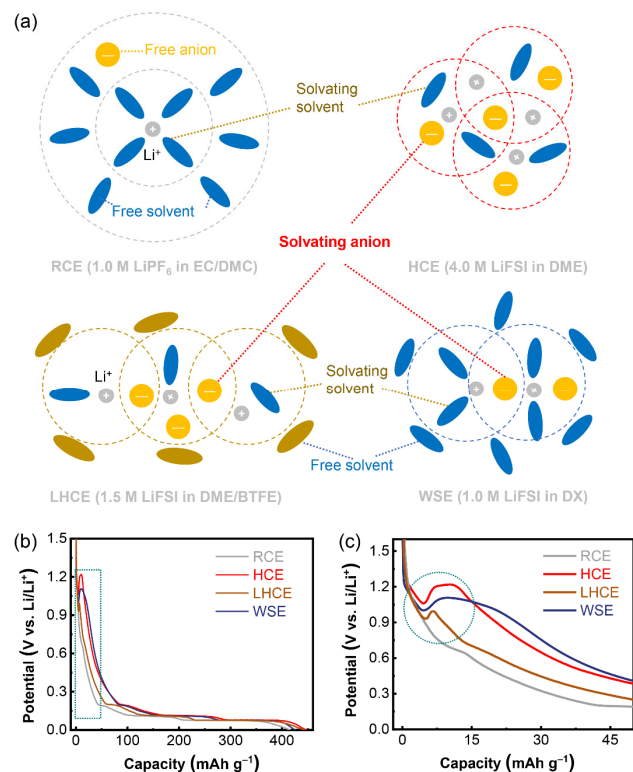 (a)
Free anion
Solvating
solvent
+
Li⁺
Free solvent
Solvating anion
RCE (1.0 M LiPF₆ in EC/DMC)
HCE (4.0 M LiFSI in DME)
Li⁺
Solvating
solvent
Free solvent
LHCE (1.5 M LiFSI in DME/BTFE)
WSE (1.0 M LiFSI in DX)
(b)
Potential (V vs. Li/Li⁺)
1.5
1.2
0.9
0.6
0.3
0.0
RCE
HCE
LHCE
WSE
0 100 200 300 400
Capacity (mAh g⁻¹)
(c)
Potential (V vs. Li/Li⁺)
1.5
1.2
0.9
0.6
0.3
0.0
RCE
HCE
LHCE
WSE
0 15 30 45
Capacity (mAh g⁻¹)